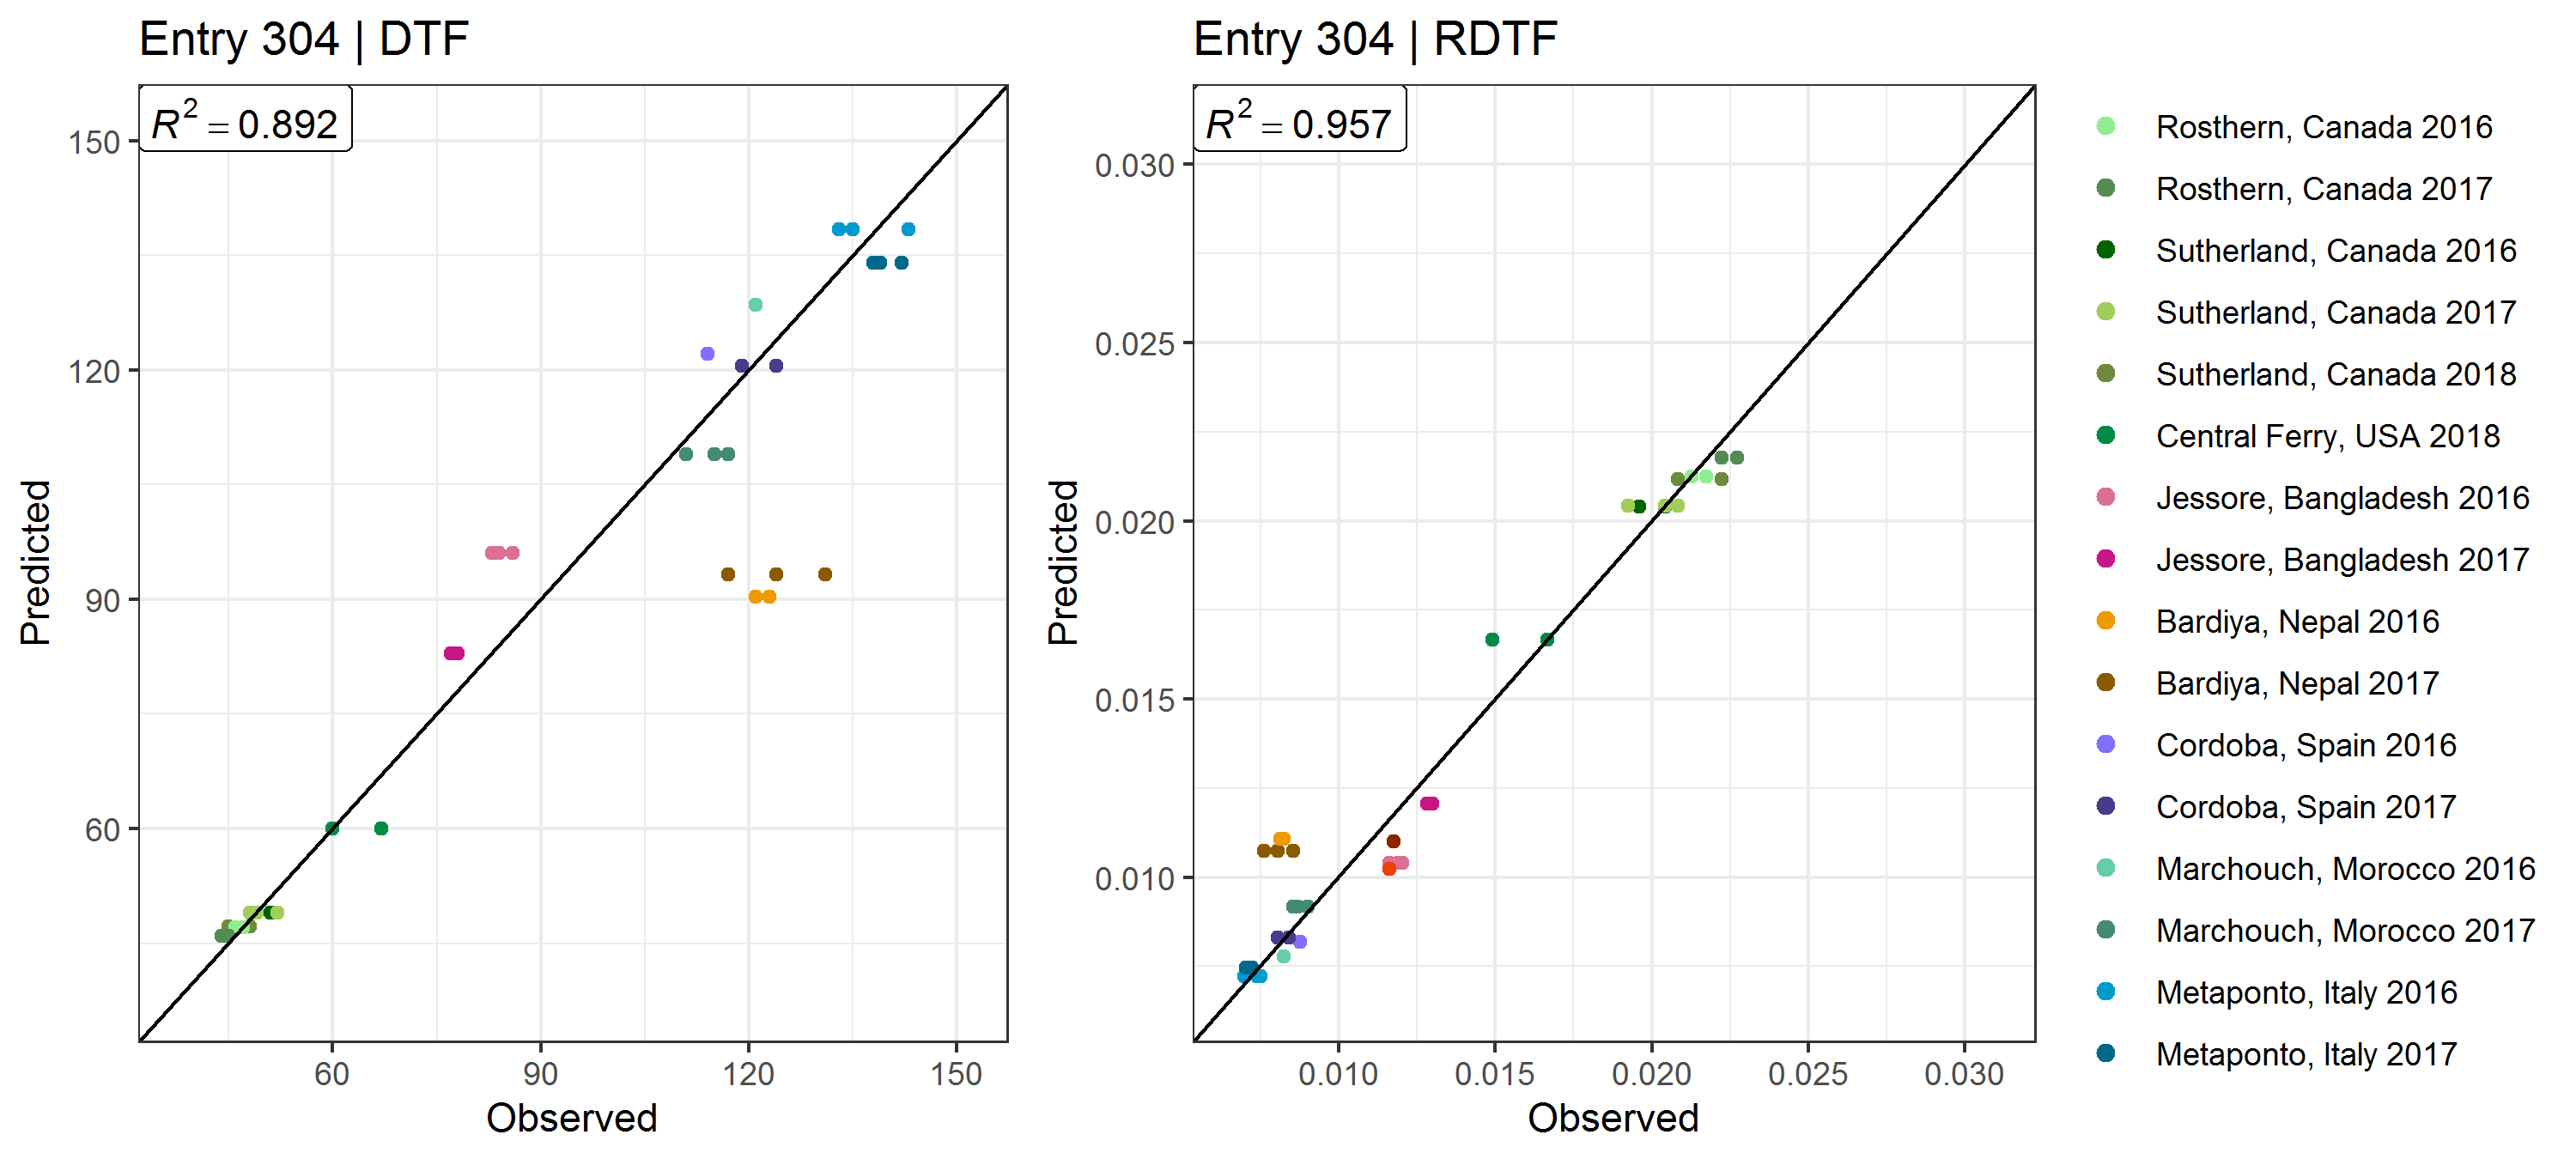 Entry 304 | DTF
R² = 0.892
150
120
90
60
Predicted
60 90 120 150
Observed
Entry 304 | RDTF
R² = 0.957
0.030
0.025
0.020
0.015
0.010
Predicted
0.010 0.015 0.020 0.025 0.030
Observed
Rosthern, Canada 2016
Rosthern, Canada 2017
Sutherland, Canada 2016
Sutherland, Canada 2017
Sutherland, Canada 2018
Central Ferry, USA 2018
Jessore, Bangladesh 2016
Jessore, Bangladesh 2017
Bardiya, Nepal 2016
Bardiya, Nepal 2017
Cordoba, Spain 2016
Cordoba, Spain 2017
Marchouch, Morocco 2016
Marchouch, Morocco 2017
Metaponto, Italy 2016
Metaponto, Italy 2017